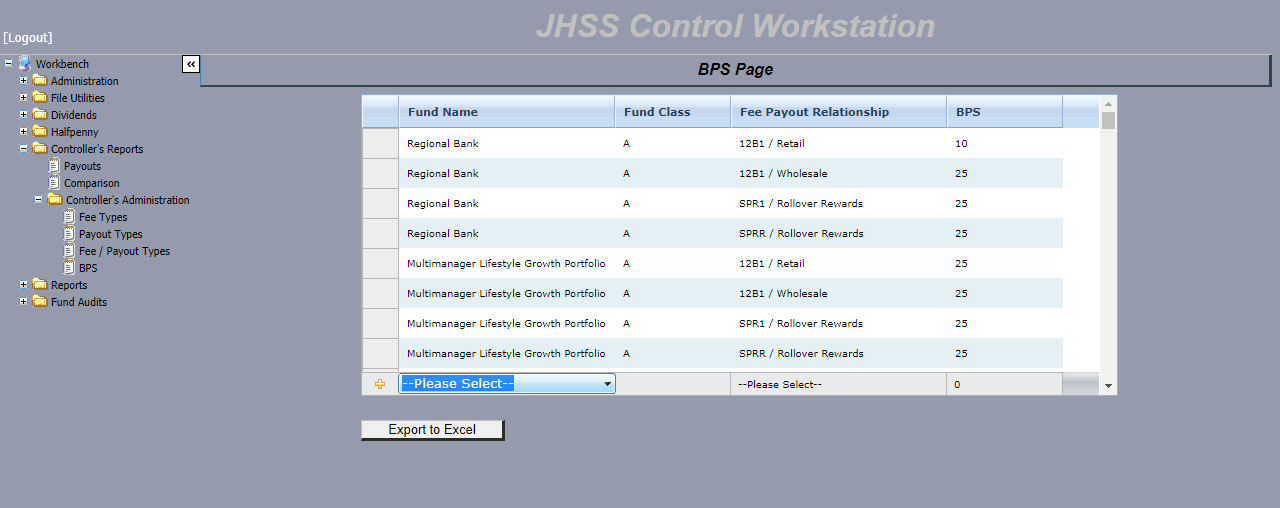 JHSS Control Workstation
[Logout]
Workbench
«
BPS Page
Administration
File Utilities
Dividends
Halfpenny
Controller's Reports
Payouts
Comparison
Controller's Administration
Fee Types
Payout Types
Fee / Payout Types
BPS
Reports
Fund Audits
Fund Name Fund Class Fee Payout Relationship BPS
Regional Bank A 12B1 / Retail 10
Regional Bank A 12B1 / Wholesale 25
Regional Bank A SPR1 / Rollover Rewards 25
Regional Bank A SPRR / Rollover Rewards 25
Multimanager Lifestyle Growth Portfolio A 12B1 / Retail 25
Multimanager Lifestyle Growth Portfolio A 12B1 / Wholesale 25
Multimanager Lifestyle Growth Portfolio A SPR1 / Rollover Rewards 25
Multimanager Lifestyle Growth Portfolio A SPRR / Rollover Rewards 25
--Please Select-- --Please Select-- 0
Export to Excel